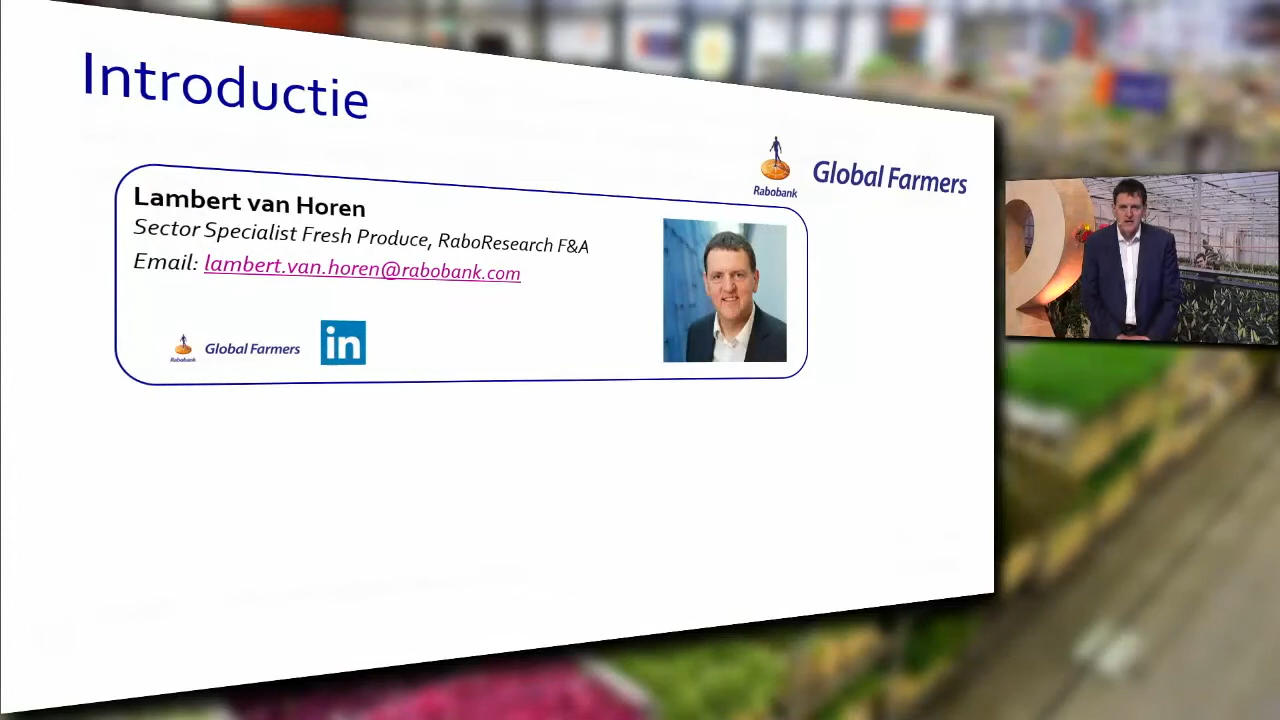 Introductie
Rabobank
Global Farmers
Lambert van Horen
Sector Specialist Fresh Produce, RaboResearch F&A
Email: lambert.van.horen@rabobank.com
Rabobank
Global Farmers
in